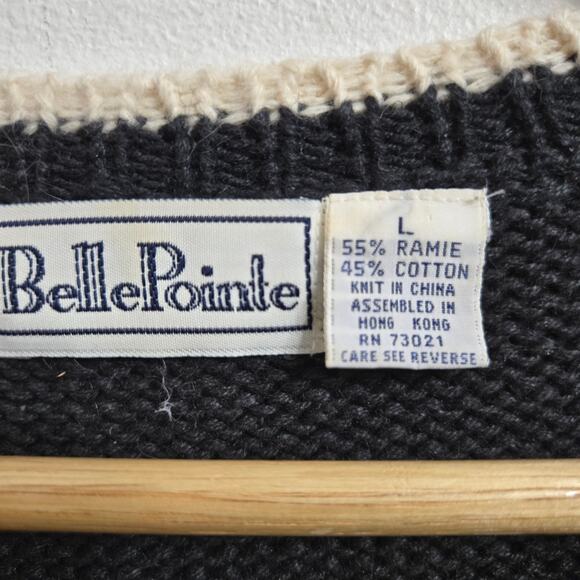 BellePointe
L
55% RAMIE
45% COTTON
KNIT IN CHINA
ASSEMBLED IN
HONG KONG
RN 73021
CARE SEE REVERSE